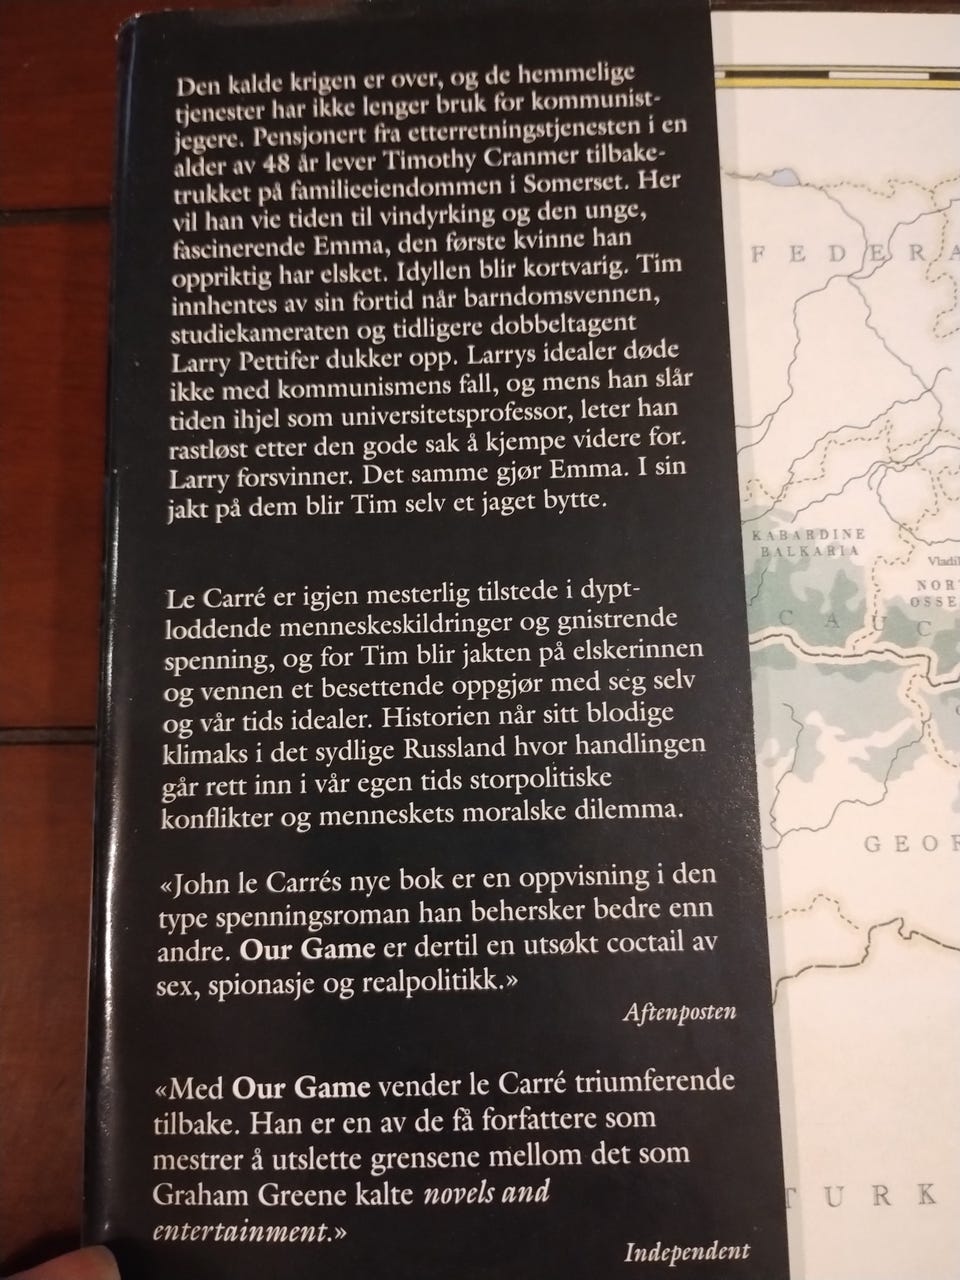 Den kalde krigen er over, og de hemmelige
tjenester har ikke lenger bruk for kommunist-
jegere. Pensjonert fra etterretningstjenesten i en
alder av 48 år lever Timothy Cranmer tilbake-
trukket på familieeiendommen i Somerset. Her
vil han vie tiden til vindyrking og den unge,
fascinerende Emma, den første kvinne han
oppriktig har elsket. Idyllen blir kortvarig. Tim
innhentes av sin fortid når barndomsvennen,
studiekameraten og tidligere dobbeltagent
Larry Pettifer dukker opp. Larrys idealer døde
ikke med kommunismens fall, og mens han slår
tiden ihjel som universitetsprofessor, leter han
rastløst etter den gode sak å kjempe videre for.
Larry forsvinner. Det samme gjør Emma. I sin
jakt på dem blir Tim selv et jaget bytte.
Le Carré er igjen mesterlig tilstede i dypt-
loddende menneskeskildringer og gnistrende
spenning, og for Tim blir jakten på elskerinnen
og vennen et besettende oppgjør med seg selv
og vår tids idealer. Historien når sitt blodige
klimaks i det sydlige Russland hvor handlingen
går rett inn i vår egen tids storpolitiske
konflikter og menneskets moralske dilemma.
«John le Carrés nye bok er en oppvisning i den
type spenningsroman han behersker bedre enn
andre. Our Game er dertil en utsøkt coctail av
sex, spionasje og realpolitikk.»
Aftenposten
«Med Our Game vender le Carré triumferende
tilbake. Han er en av de få forfattere som
mestrer å utslette grensene mellom det som
Graham Greene kalte novels and
entertainment.»
Independent
FEDERA
KABARDINE
BALKARIA
Vladi
NOR
OSSE
CAUC
GEOR
TURK